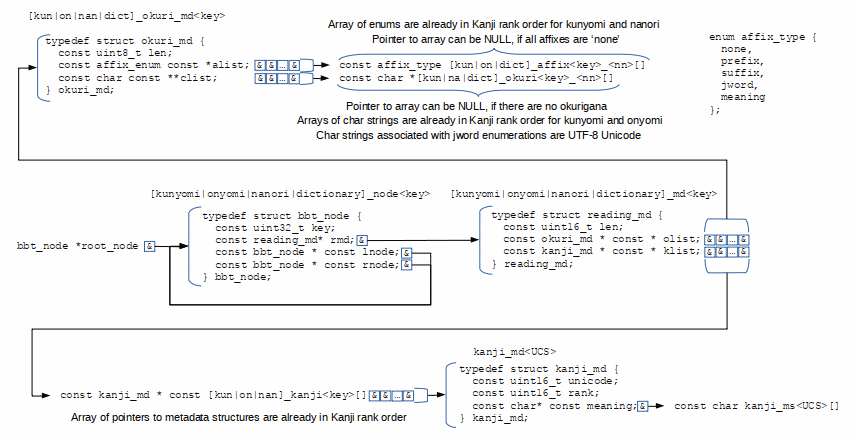 [kun|on|nan|dict]_okuri_md<key>
typedef struct okuri_md {
const uint8_t len;
const affix_enum const *alist; & & ... &
const char const **clist; & & ... &
} okuri_md;
Array of enums are already in Kanji rank order for kunyomi and nanori
Pointer to array can be NULL, if all affixes are ‘none’
const affix_type [kun|on|dict]_affix<key>_<nn>[]
const char *[kun|na|dict]_okuri<key>_<nn>[]
Pointer to array can be NULL, if there are no okurigana
Arrays of char strings are already in Kanji rank order for kunyomi and onyomi
Char strings associated with jword enumerations are UTF-8 Unicode
enum affix_type {
none,
prefix,
suffix,
jword,
meaning
};
[kunyomi|onyomi|nanori|dictionary]_node<key>
bbt_node *root_node &
typedef struct bbt_node {
const uint32_t key;
const reading_md* rmd; &
const bbt_node * const lnode; &
const bbt_node * const rnode; &
} bbt_node;
[kunyomi|onyomi|nanori|dictionary]_md<key>
typedef struct reading_md {
const uint16_t len;
const okuri_md * const * olist; & & ... &
const kanji_md * const * klist; & & ... &
} reading_md;
const kanji_md * const [kun|on|nan]_kanji<key>[] & & ... &
Array of pointers to metadata structures are already in Kanji rank order
kanji_md<UCS>
typedef struct kanji_md {
const uint16_t unicode;
const uint16_t rank;
const char* const meaning; &
} kanji_md;
const char kanji_ms<UCS>[]